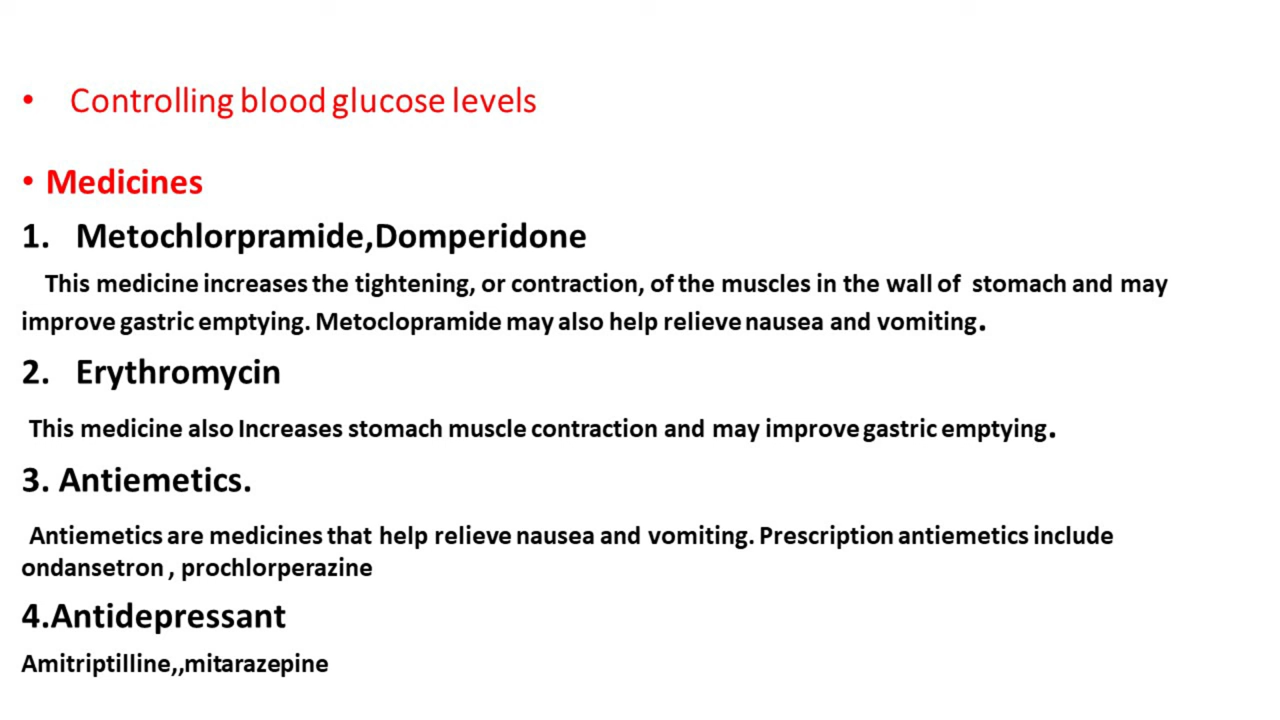 • Controlling blood glucose levels
• Medicines
1. Metochlorpramide,Domperidone
This medicine increases the tightening, or contraction, of the muscles in the wall of stomach and may
improve gastric emptying. Metoclopramide may also help relieve nausea and vomiting.
2. Erythromycin
This medicine also Increases stomach muscle contraction and may improve gastric emptying.
3. Antiemetics.
Antiemetics are medicines that help relieve nausea and vomiting. Prescription antiemetics include
ondansetron , prochlorperazine
4.Antidepressant
Amitriptilline,,mitarazepine